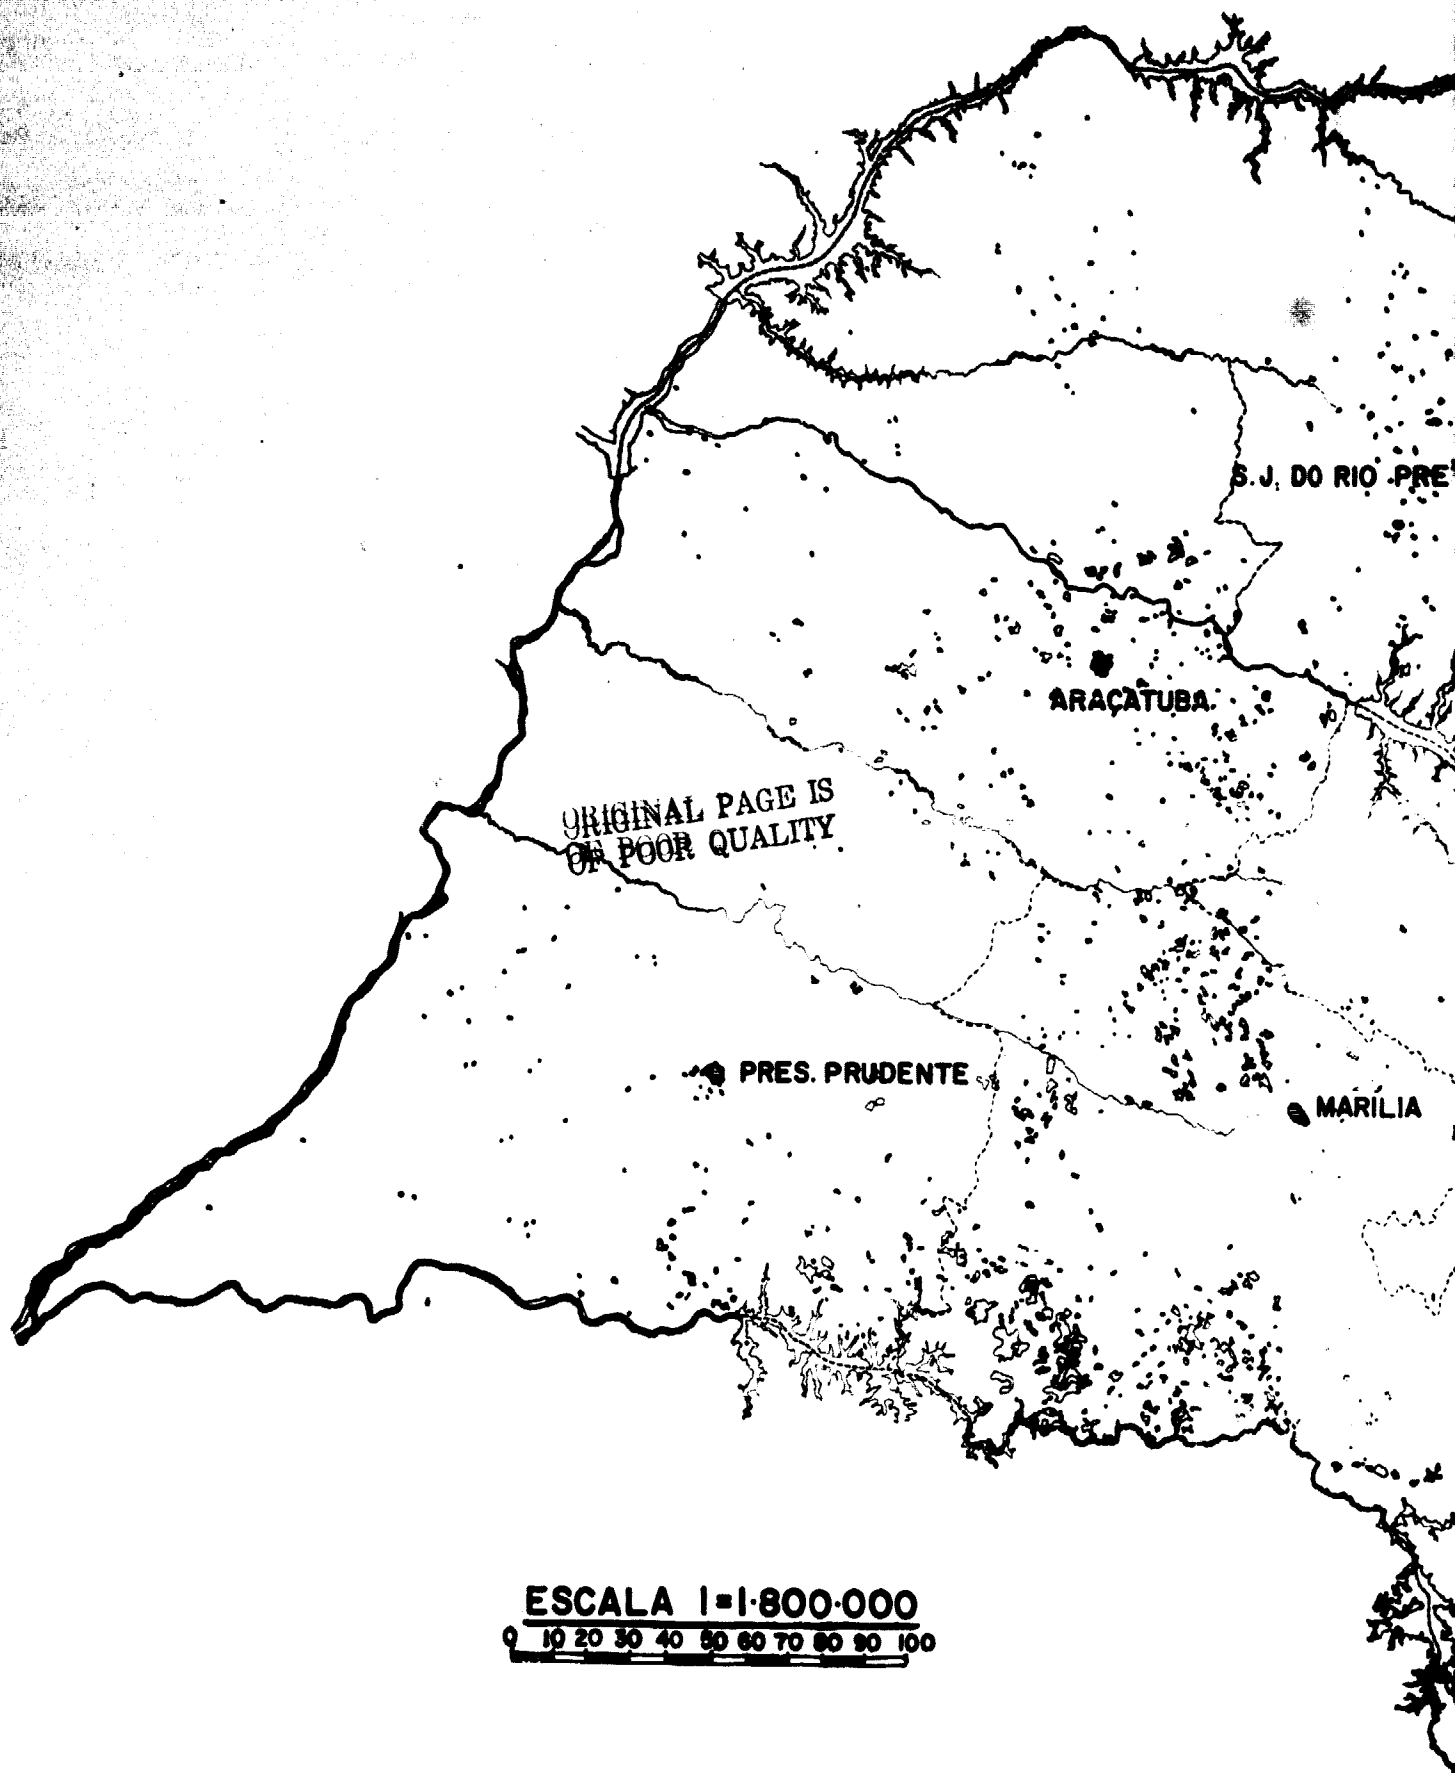 S.J. DO RIO PRE
ARAÇATUBA
ORIGINAL PAGE IS
OF POOR QUALITY
PRES. PRUDENTE
MARÍLIA
ESCALA 1=1.800.000
0 10 20 30 40 50 60 70 80 90 100